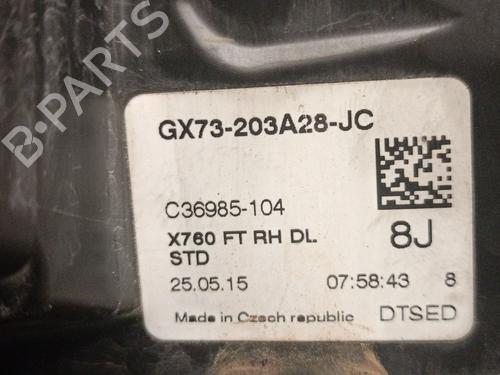 GX73-203A28-JC
C36985-104
X760 FT RH DL.
STD
8J
25.05.15 07:58:43 8
Made in Czech republic DTSED
B-PARTS